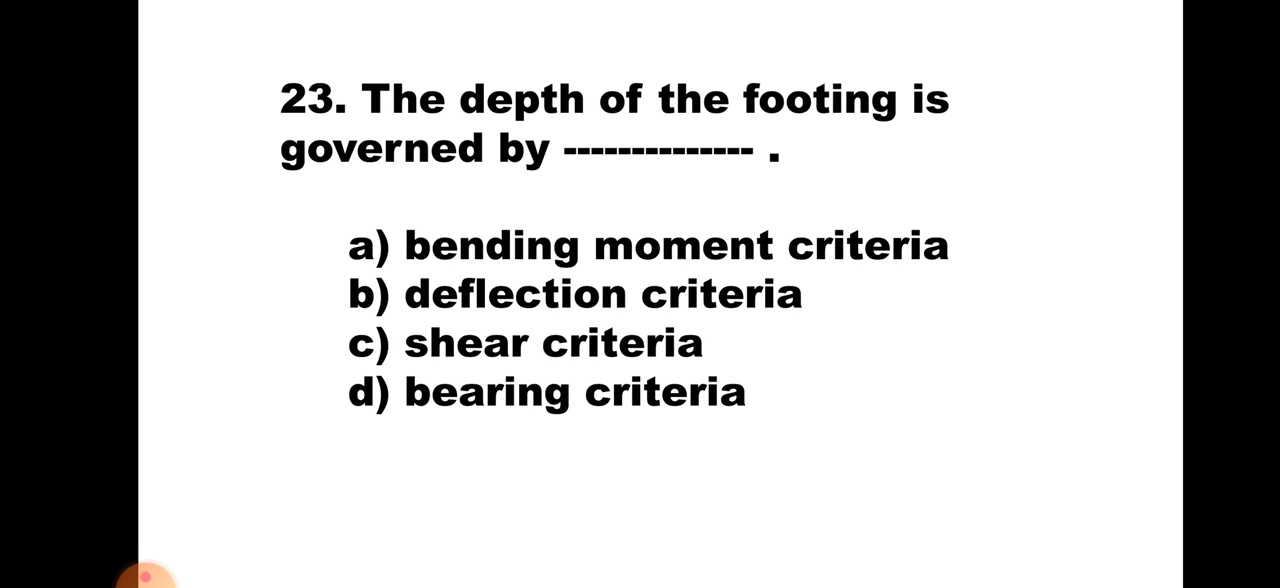 23. The depth of the footing is
governed by -------------- .
a) bending moment criteria
b) deflection criteria
c) shear criteria
d) bearing criteria